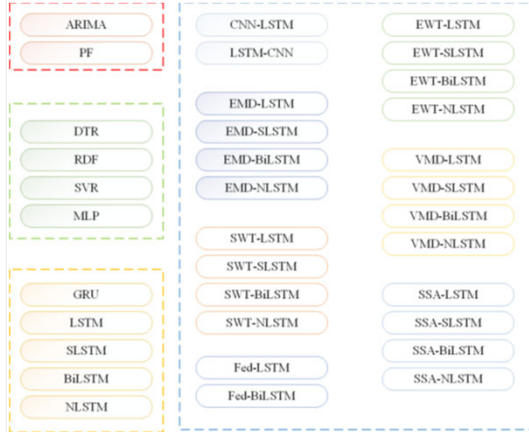 ARIMA
PF
DTR
RDF
SVR
MLP
GRU
LSTM
SLSTM
BiLSTM
NLSTM
CNN-LSTM
LSTM-CNN
EMD-LSTM
EMD-SLSTM
EMD-BiLSTM
EMD-NLSTM
SWT-LSTM
SWT-SLSTM
SWT-BiLSTM
SWT-NLSTM
Fed-LSTM
Fed-BiLSTM
EWT-LSTM
EWT-SLSTM
EWT-BiLSTM
EWT-NLSTM
VMD-LSTM
VMD-SLSTM
VMD-BiLSTM
VMD-NLSTM
SSA-LSTM
SSA-SLSTM
SSA-BiLSTM
SSA-NLSTM